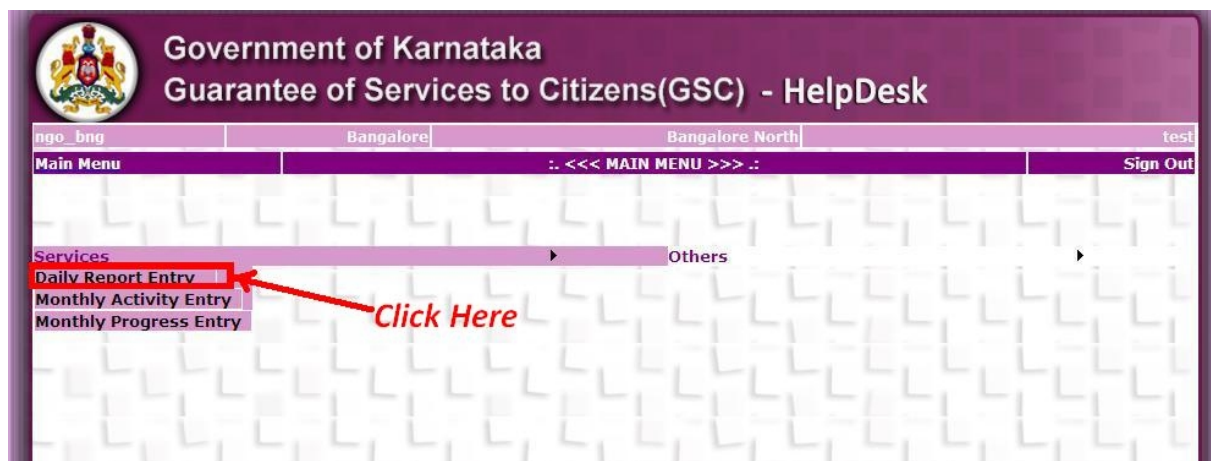 Government of Karnataka
Guarantee of Services to Citizens(GSC) - HelpDesk
ngo_bng Bangalore Bangalore North test
Main Menu :. <<< MAIN MENU >>> .: Sign Out
Services Others
Daily Report Entry
Monthly Activity Entry
Monthly Progress Entry
Click Here